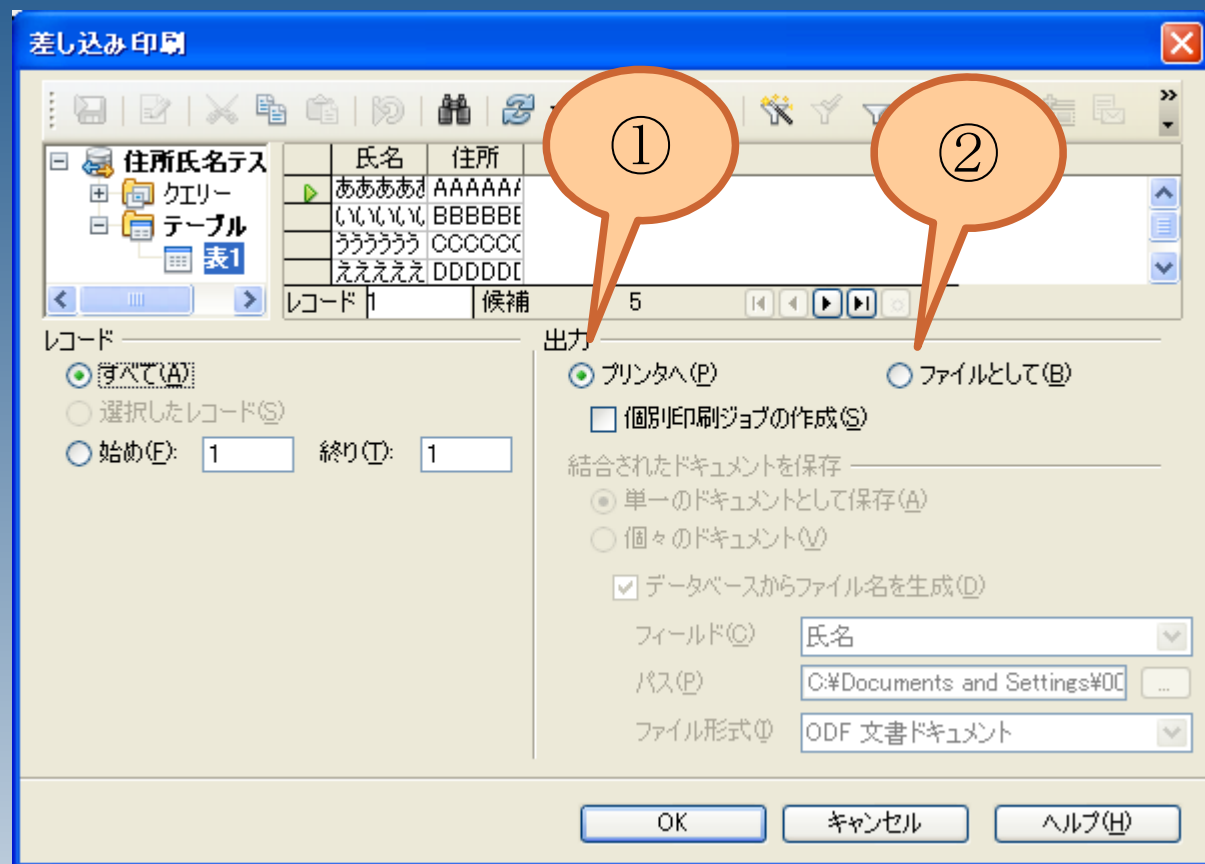 差し込み印刷
① ②
住所氏名テス
クエリー
テーブル
表1
氏名 住所
ああああ AAAAAA
いいいいい BBBBBB
ううううう CCCCCC
えええええ DDDDDD
レコード 1 候補 5
レコード
すべて(A)
選択したレコード(S)
始め(F): 1 終り(T): 1
出力
プリンタへ(P) ファイルとして(B)
個別印刷ジョブの作成(S)
結合されたドキュメントを保存
単一のドキュメントとして保存(A)
個々のドキュメント(V)
データベースからファイル名を生成(D)
フィールド(C) 氏名
パス(P) C:¥Documents and Settings¥00 ...
ファイル形式(I) ODF 文書ドキュメント
OK キャンセル ヘルプ(H)